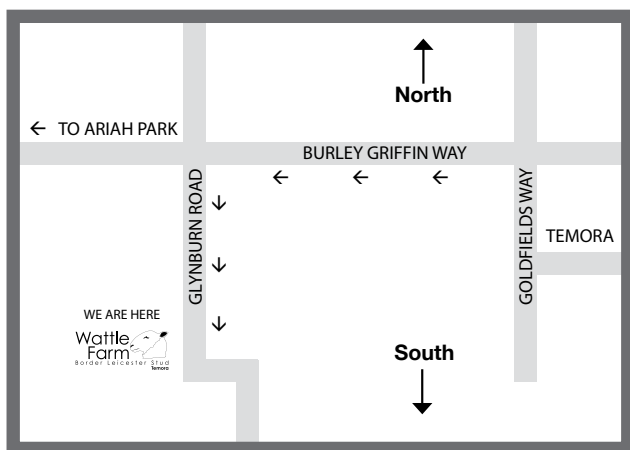 North
← TO ARIAH PARK
BURLEY GRIFFIN WAY
GLYNBURN ROAD
GOLDFIELDS WAY
TEMORA
WE ARE HERE
Wattle
Farm
Border Leicester Stud
Temora
South